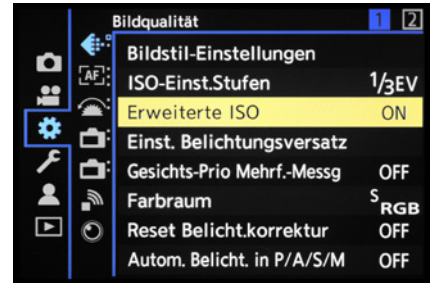 Bildqualität 1 2
AF
Bildstil-Einstellungen
ISO-Einst.Stufen 1/3EV
Erweiterte ISO ON
Einst. Belichtungsversatz
Gesichts-Prio Mehrf.-Messg OFF
Farbraum sRGB
Reset Belicht.korrektur OFF
Autom. Belicht. in P/A/S/M OFF